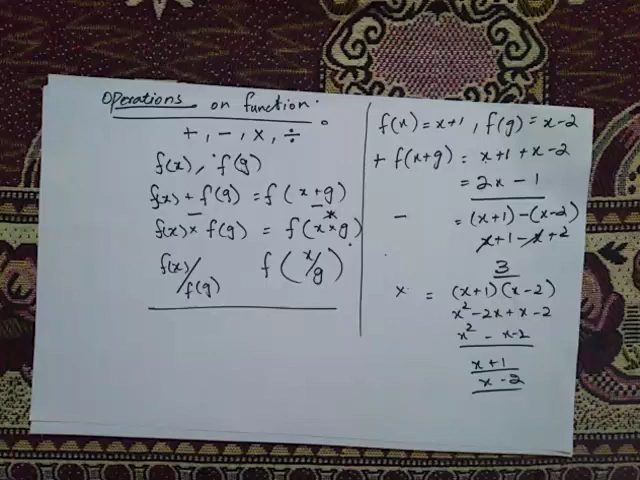 Operations on function:
+, -, x, ÷
f(x), f(g)
f(x) + f(g) = f(x+g)
f(x) x f(g) = f(x x g)
f(x)/f(g) f(x/g)
f(x) = x+1, f(g) = x-2
+ f(x+g) = x+1+x-2
= 2x-1
- = (x+1)-(x-2)
x+1-x+2
3
x = (x+1)(x-2)
x²-2x+x-2
x²-x-2
x+1
x-2